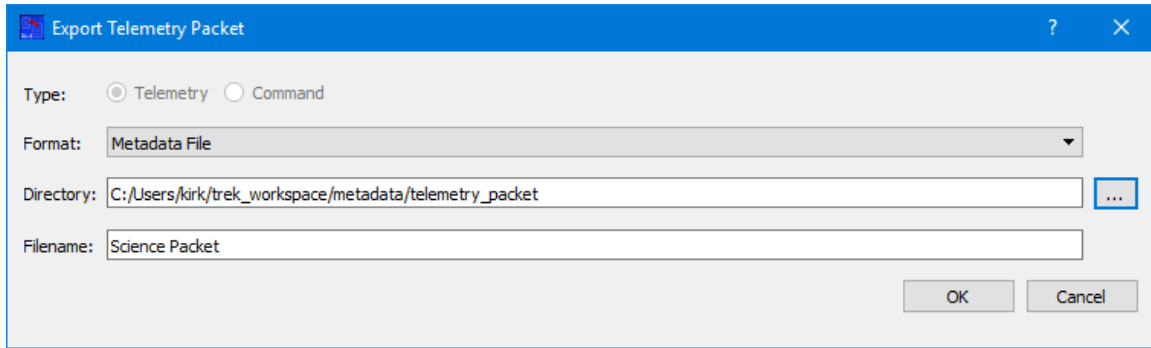 Export Telemetry Packet ?
Type: Telemetry Command
Format: Metadata File
Directory: C:/Users/kirk/trek_workspace/metadata/telemetry_packet ...
Filename: Science Packet
OK Cancel